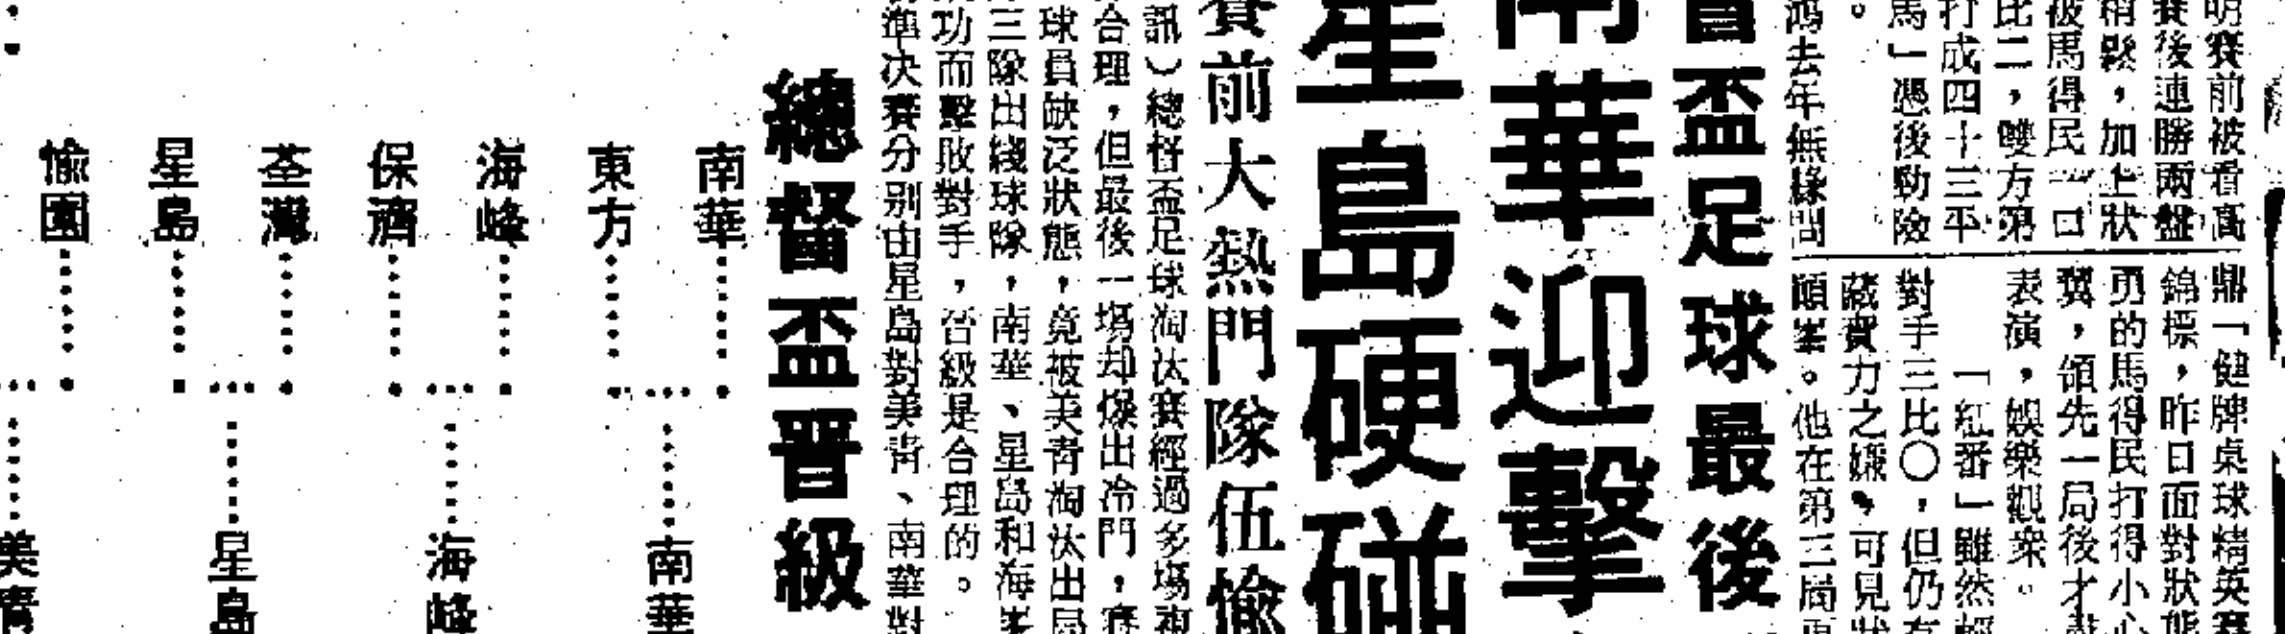 明賽前被看高
賽後連勝兩盤
稍鬆，加上狀
被馬得民一口
比二，雙方第
打成四十三平
馬」憑後勁險
。
鴻去年無緣問
鼎「健牌桌球精英賽
錦標，昨日面對狀態
勇的馬得民打得小心
翼，領先一局後才
表演，娛樂觀衆。
「紅番」雖然輕
對手三比〇，但仍有
藏實力之嫌，可見狀
顚峯。他在第三局
督盃足球最後
南華迎擊
星島硬碰
賽前大熱門隊伍愉
訊）總督盃足球淘汰賽經過多場
合理，但最後一場却爆出冷門，賽
球員缺泛狀態，竟被美青淘汰出局
三隊出綫球隊，南華、星島和海峯
功而擊敗對手，晉級是合理的。
準決賽分別由星島對美青、南華對
總督盃晉級
南華
東方
海峰
保濟
荃灣
星島
愉園
南華
海峰
星島
美青